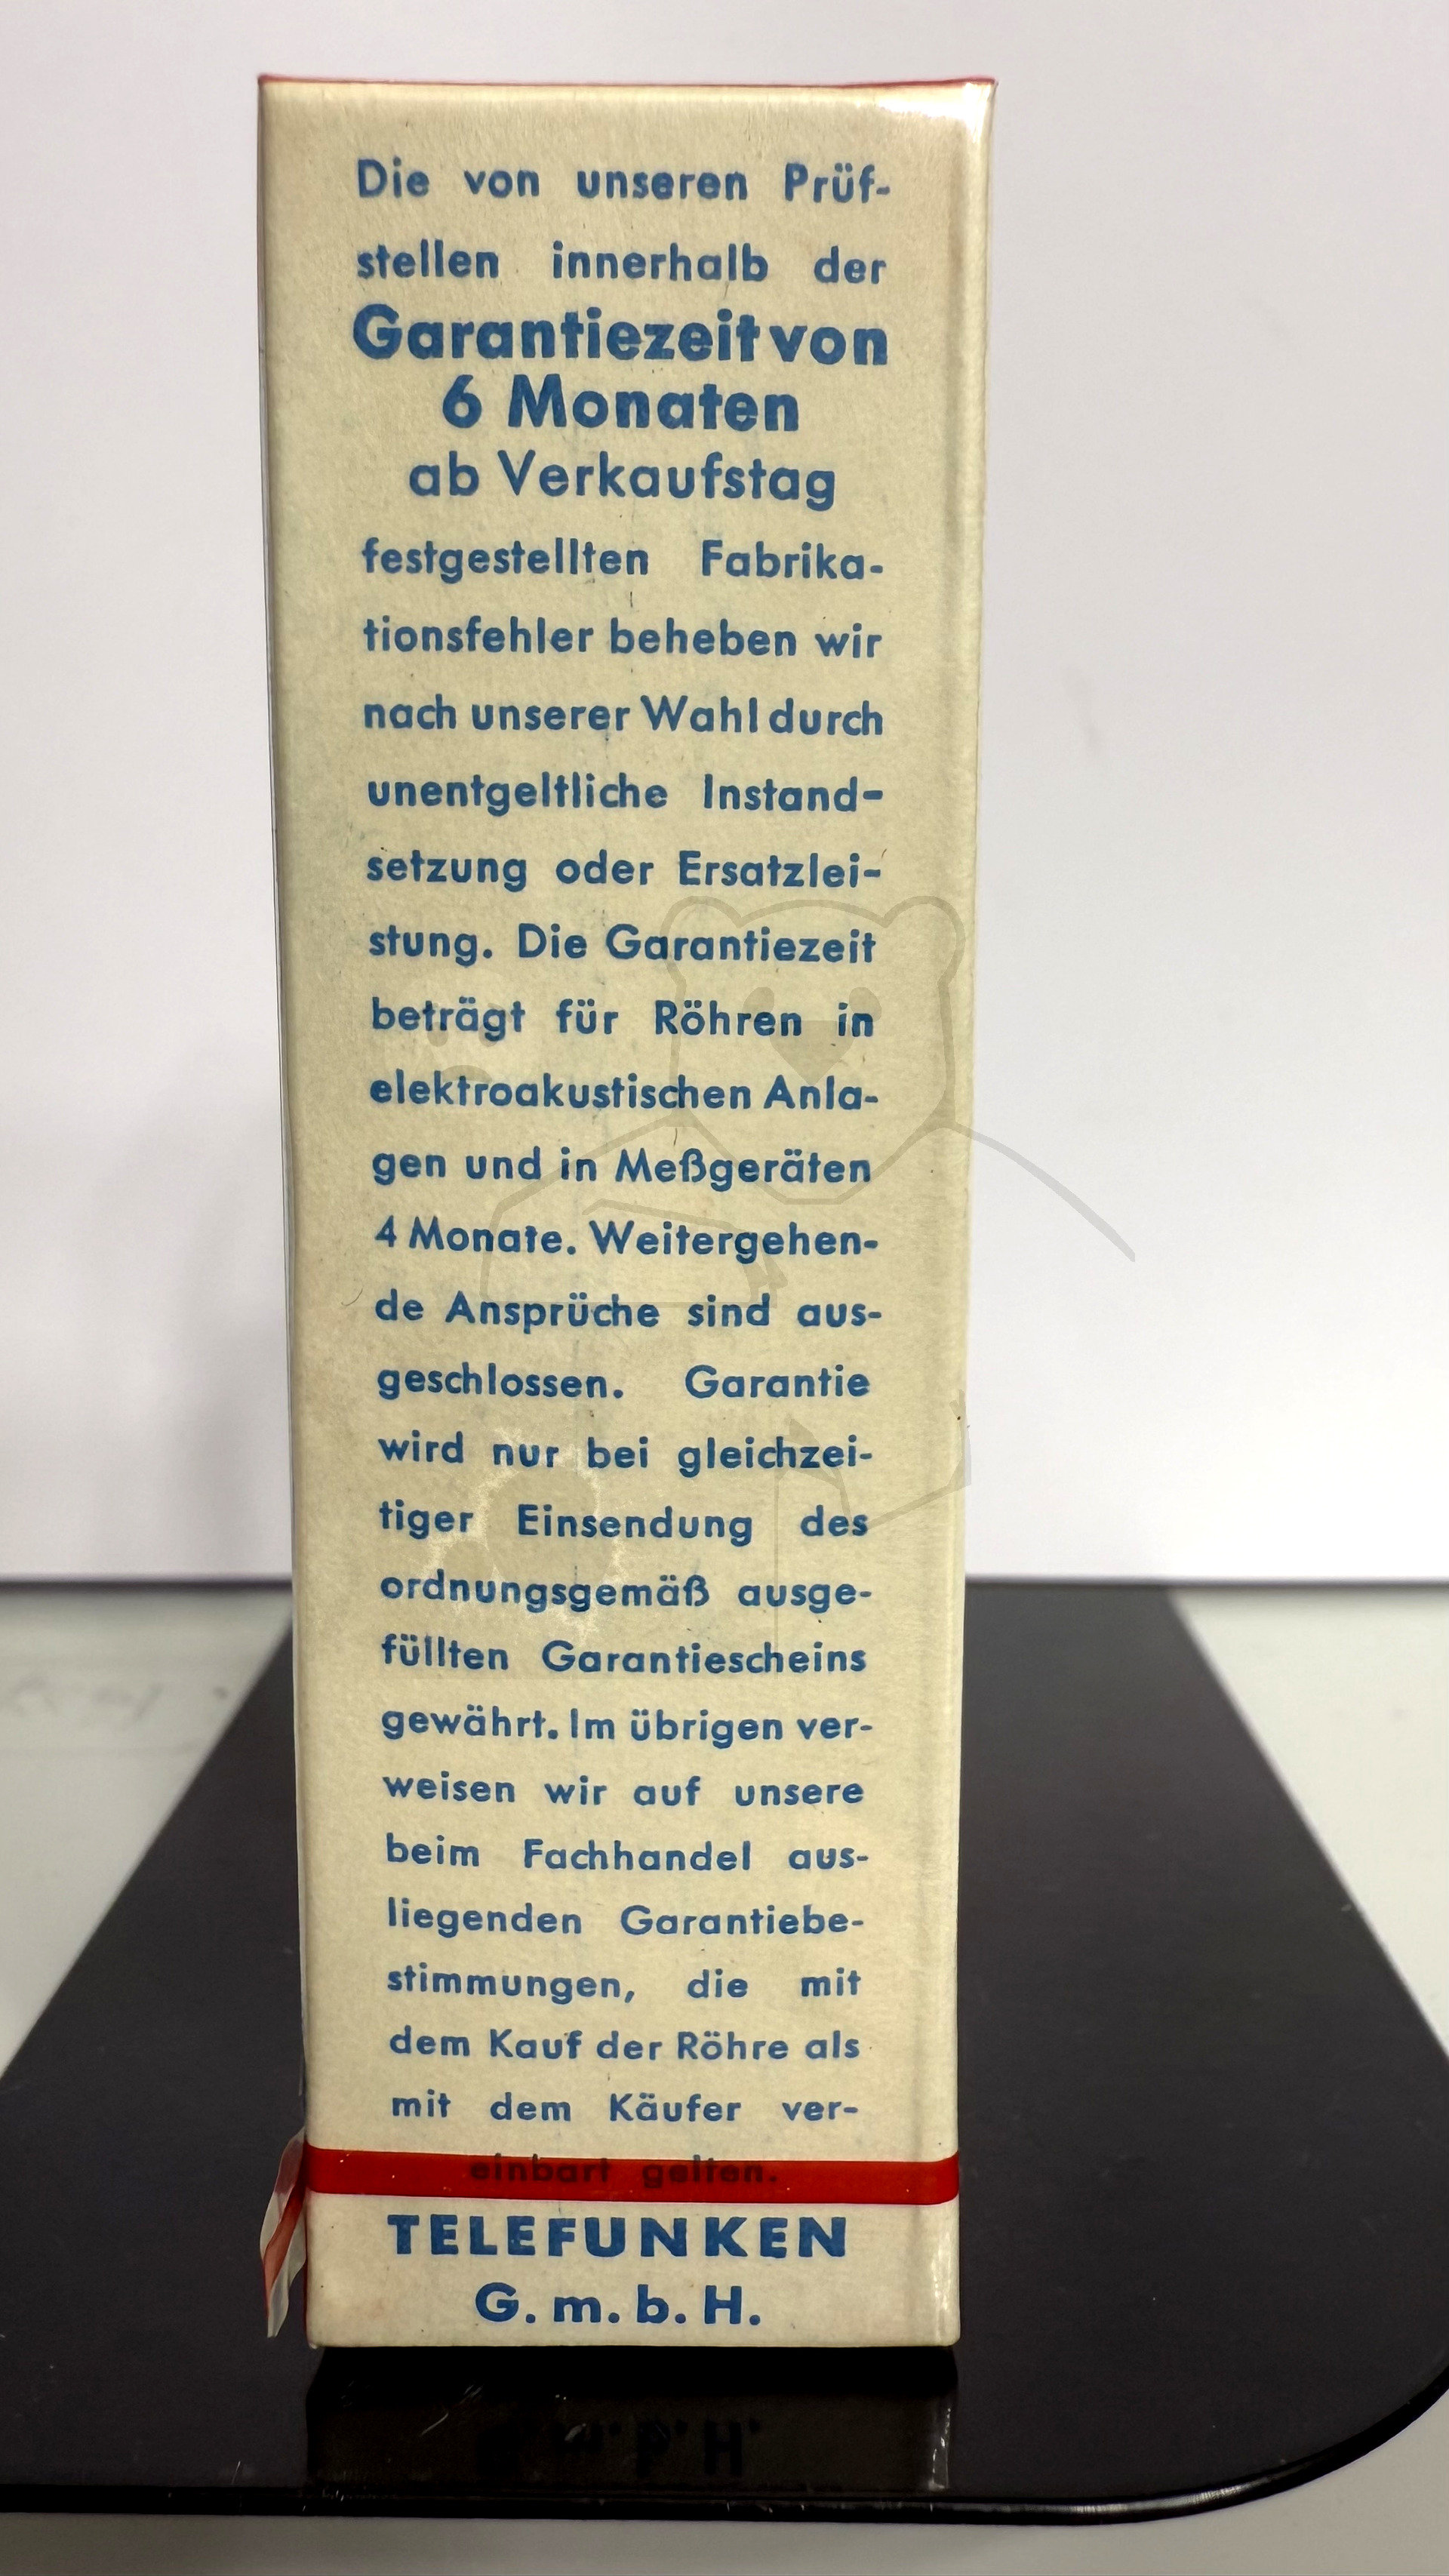 Die von unseren Prüf-
stellen innerhalb der
Garantiezeit von
6 Monaten
ab Verkaufstag
festgestellten Fabrika-
tionsfehler beheben wir
nach unserer Wahl durch
unentgeltliche Instand-
setzung oder Ersatzlei-
stung. Die Garantiezeit
beträgt für Röhren in
elektroakustischen Anla-
gen und in Meßgeräten
4 Monate. Weitergehen-
de Ansprüche sind aus-
geschlossen. Garantie
wird nur bei gleichzei-
tiger Einsendung des
ordnungsgemäß ausge-
füllten Garantiescheins
gewährt. Im übrigen ver-
weisen wir auf unsere
beim Fachhandel aus-
liegenden Garantiebe-
stimmungen, die mit
dem Kauf der Röhre als
mit dem Käufer ver-
einbart gelten.
TELEFUNKEN
G. m. b. H.